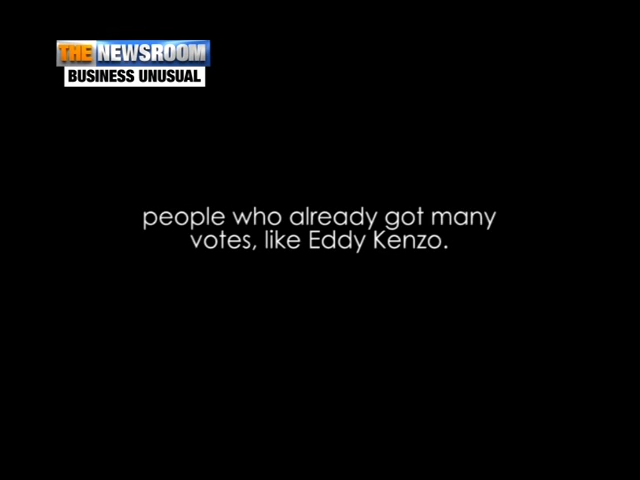 THE NEWSROOM
BUSINESS UNUSUAL
people who already got many
votes, like Eddy Kenzo.